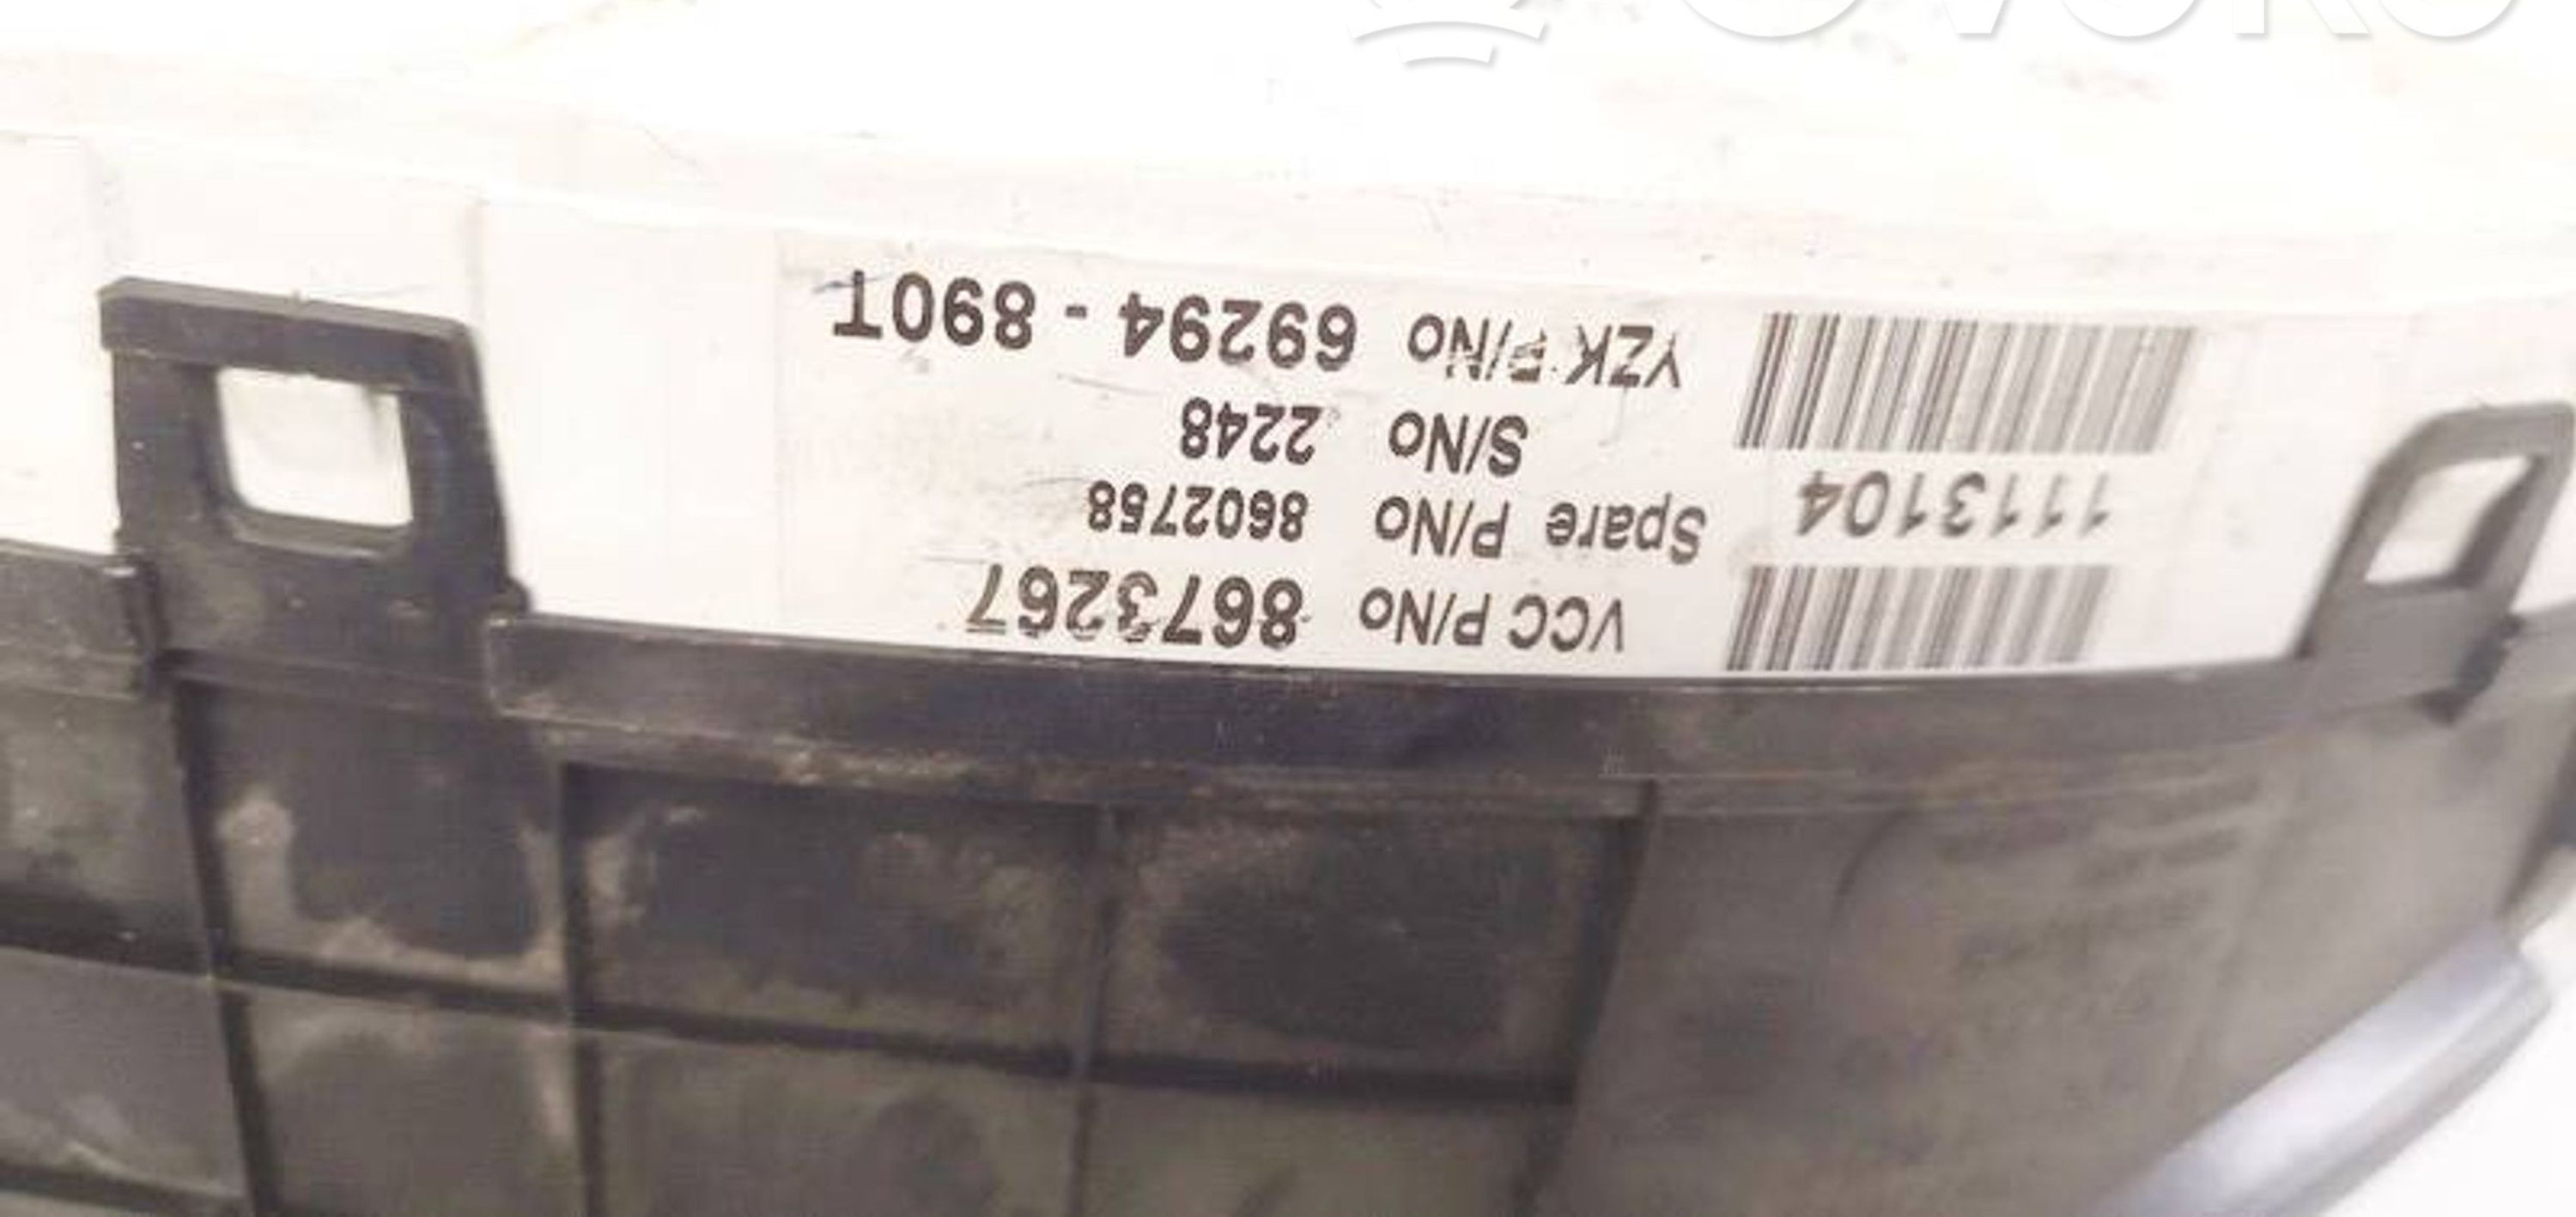 VCC P/No 8673267
1113104
Spare P/No 8602758
S/No 2248
YZK P/No 69294 - 890T